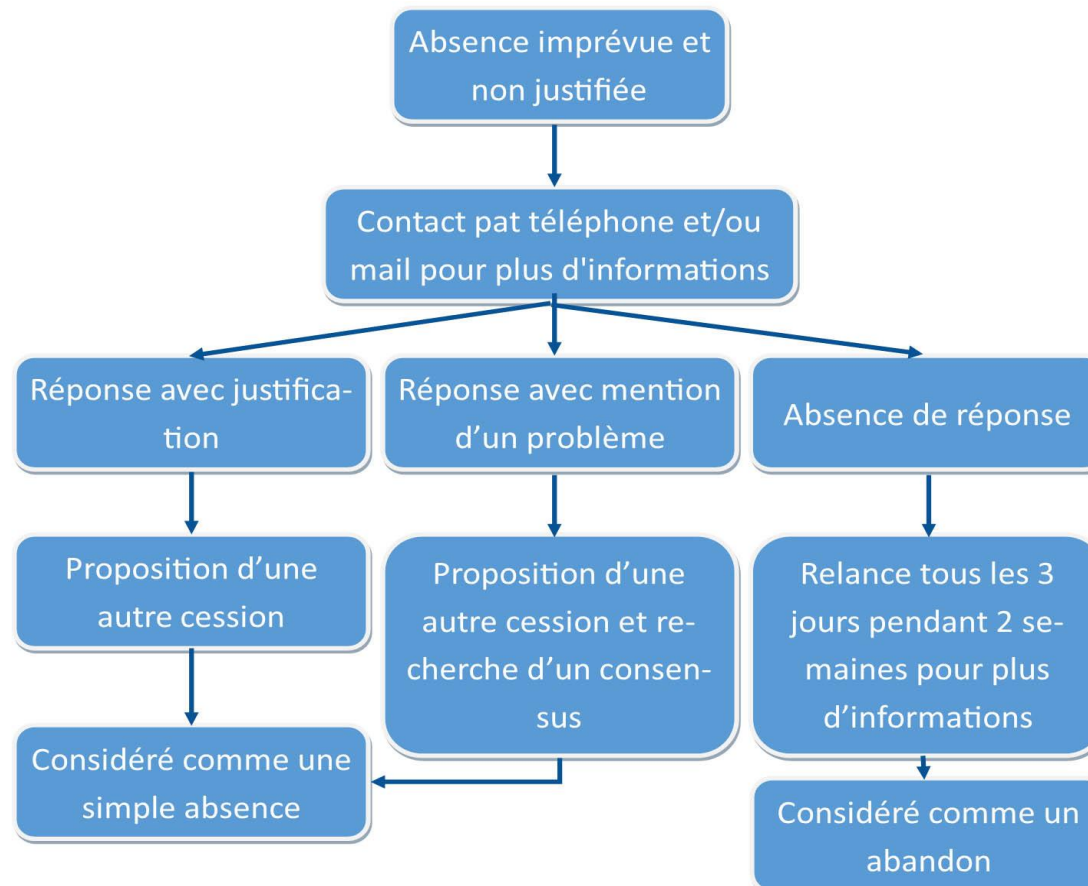 Absence imprévue et
non justifiée
Contact pat téléphone et/ou
mail pour plus d'informations
Réponse avec justifica-
tion
Réponse avec mention
d’un problème
Absence de réponse
Proposition d’une
autre cession
Proposition d’une
autre cession et re-
cherche d’un consen-
sus
Relance tous les 3
jours pendant 2 se-
maines pour plus
d’informations
Considéré comme une
simple absence
Considéré comme un
abandon